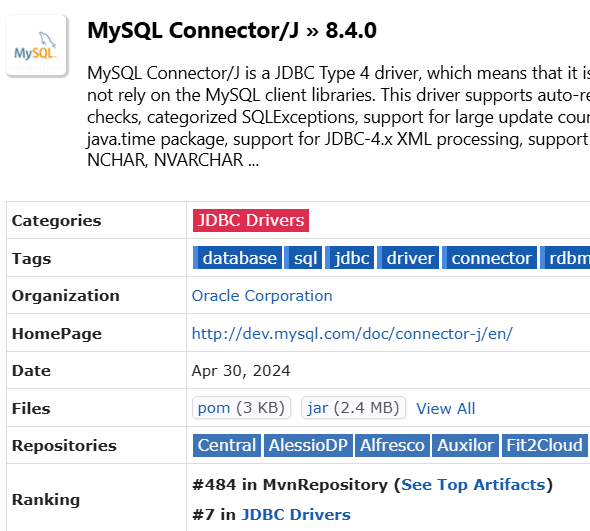 MySQL
MySQL Connector/J » 8.4.0
MySQL Connector/J is a JDBC Type 4 driver, which means that it is
not rely on the MySQL client libraries. This driver supports auto-re
checks, categorized SQLExceptions, support for large update cour
java.time package, support for JDBC-4.x XML processing, support
NCHAR, NVARCHAR ...
Categories JDBC Drivers
Tags database sql jdbc driver connector rdbm
Organization Oracle Corporation
HomePage http://dev.mysql.com/doc/connector-j/en/
Date Apr 30, 2024
Files pom (3 KB) jar (2.4 MB) View All
Repositories Central AlessioDP Alfresco Auxilor Fit2Cloud
Ranking
#484 in MvnRepository (See Top Artifacts)
#7 in JDBC Drivers